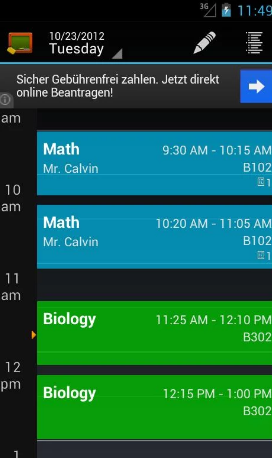 3G 11:49
10/23/2012
Tuesday
Sicher Gebührenfrei zahlen. Jetzt direkt
online Beantragen!
am
Math 9:30 AM - 10:15 AM
Mr. Calvin B102
1
10
am
Math 10:20 AM - 11:05 AM
Mr. Calvin B102
1
11
am
Biology 11:25 AM - 12:10 PM
B302
12
pm
Biology 12:15 PM - 1:00 PM
B302
1